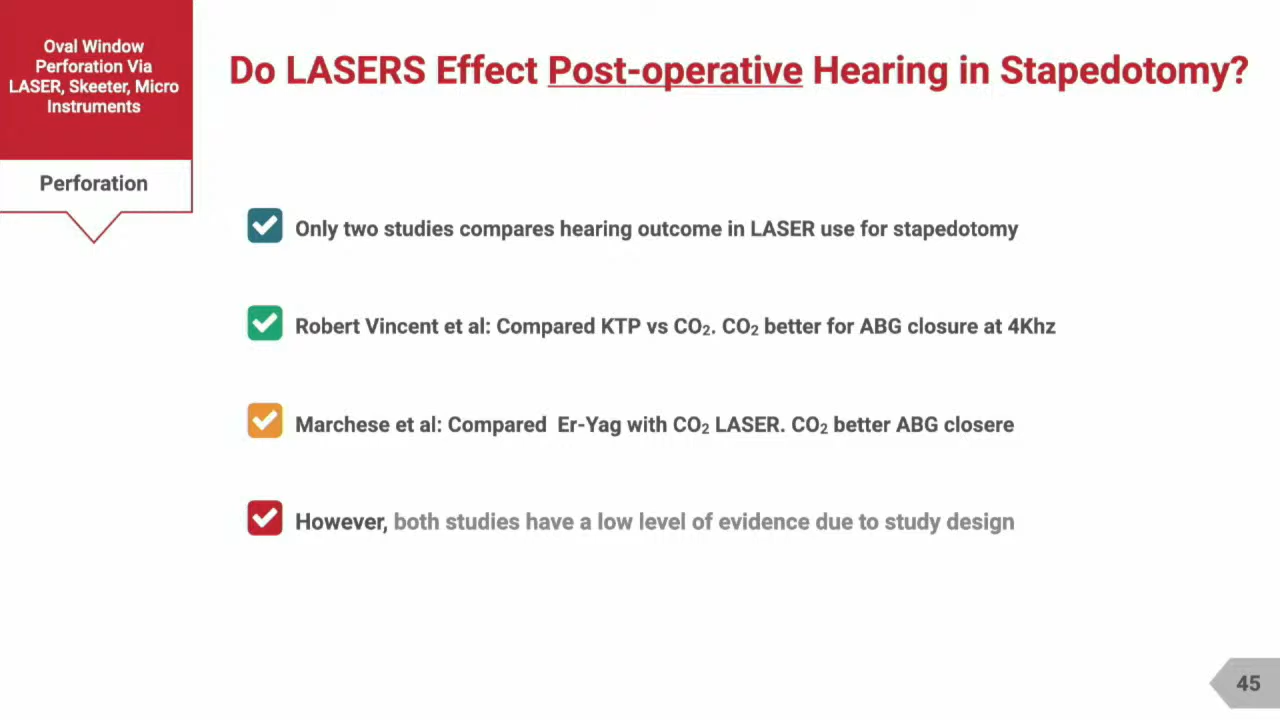 Oval Window
Perforation Via
LASER, Skeeter, Micro
Instruments
Perforation
Do LASERS Effect Post-operative Hearing in Stapedotomy?
Only two studies compares hearing outcome in LASER use for stapedotomy
Robert Vincent et al: Compared KTP vs CO₂. CO₂ better for ABG closure at 4Khz
Marchese et al: Compared Er-Yag with CO₂ LASER. CO₂ better ABG closere
However, both studies have a low level of evidence due to study design
45